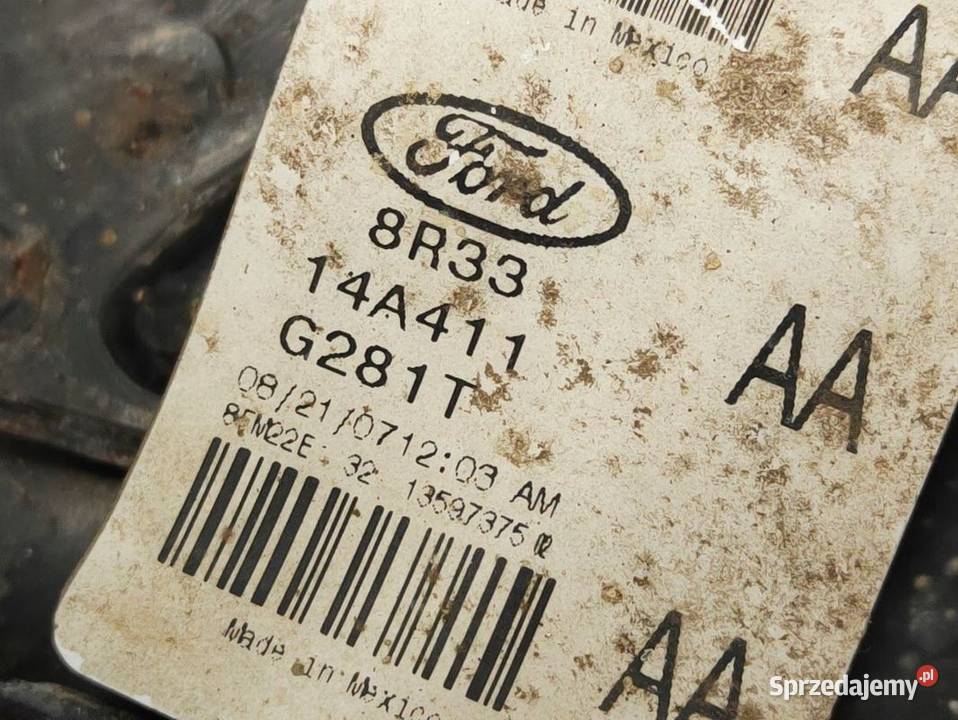 Made in Mexico
AA
Ford
8R33
14A411
G281T
AA
08/21/07 12:03 AM
32 13597375
Made in Mexico
AA
Sprzedajemy.pl